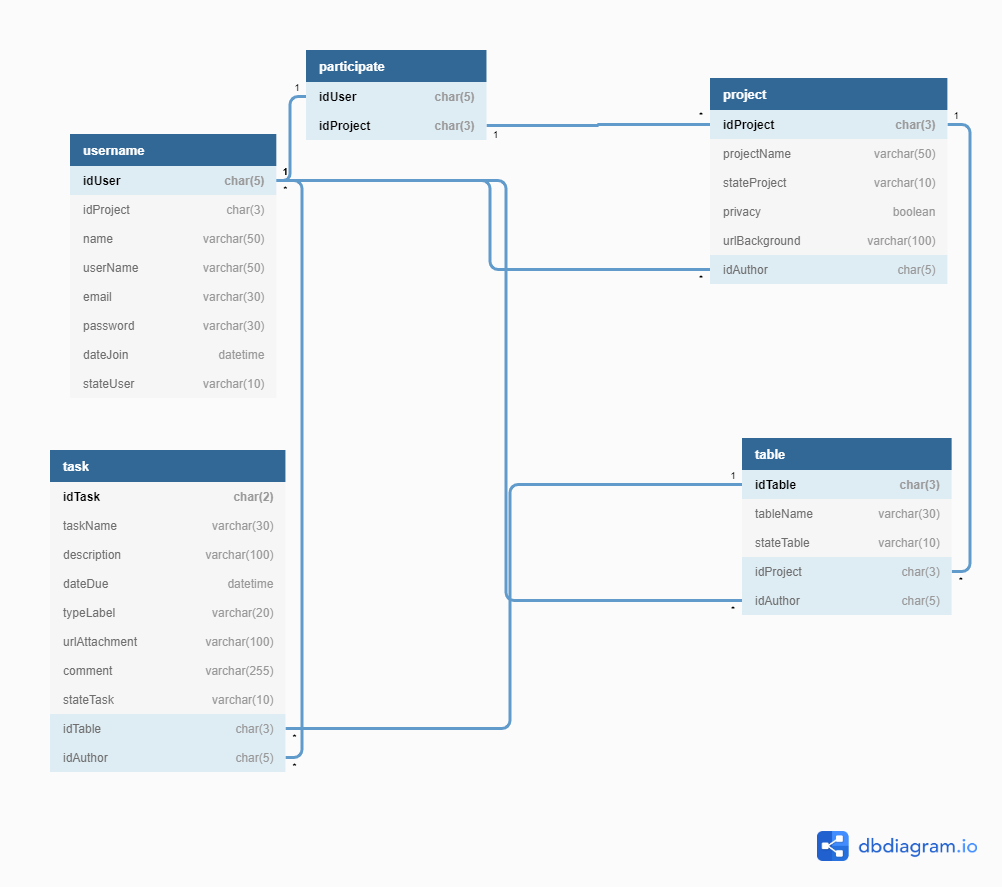 participate
idUser char(5)
idProject char(3)
1
1
project
*
idProject char(3)
1
projectName varchar(50)
stateProject varchar(10)
privacy boolean
urlBackground varchar(100)
idAuthor char(5)
*
username
idUser char(5)
1
*
idProject char(3)
name varchar(50)
userName varchar(50)
email varchar(30)
password varchar(30)
dateJoin datetime
stateUser varchar(10)
task
idTask char(2)
taskName varchar(30)
description varchar(100)
dateDue datetime
typeLabel varchar(20)
urlAttachment varchar(100)
comment varchar(255)
stateTask varchar(10)
idTable char(3)
*
idAuthor char(5)
*
table
1
idTable char(3)
tableName varchar(30)
stateTable varchar(10)
idProject char(3)
*
idAuthor char(5)
*
dbdiagram.io